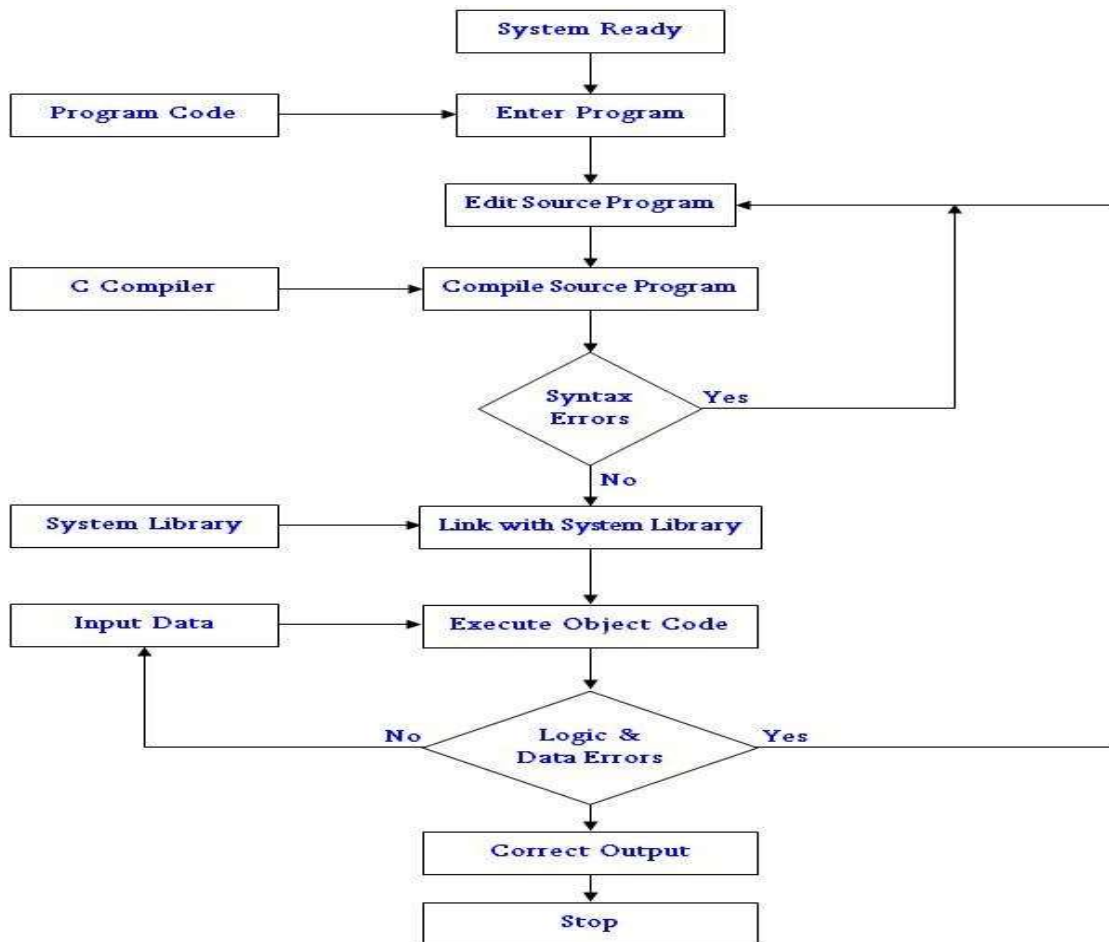 System Ready
Program Code
Enter Program
Edit Source Program
C Compiler
Compile Source Program
Syntax
Errors
Yes
No
System Library
Link with System Library
Input Data
Execute Object Code
No
Logic &
Data Errors
Yes
Correct Output
Stop